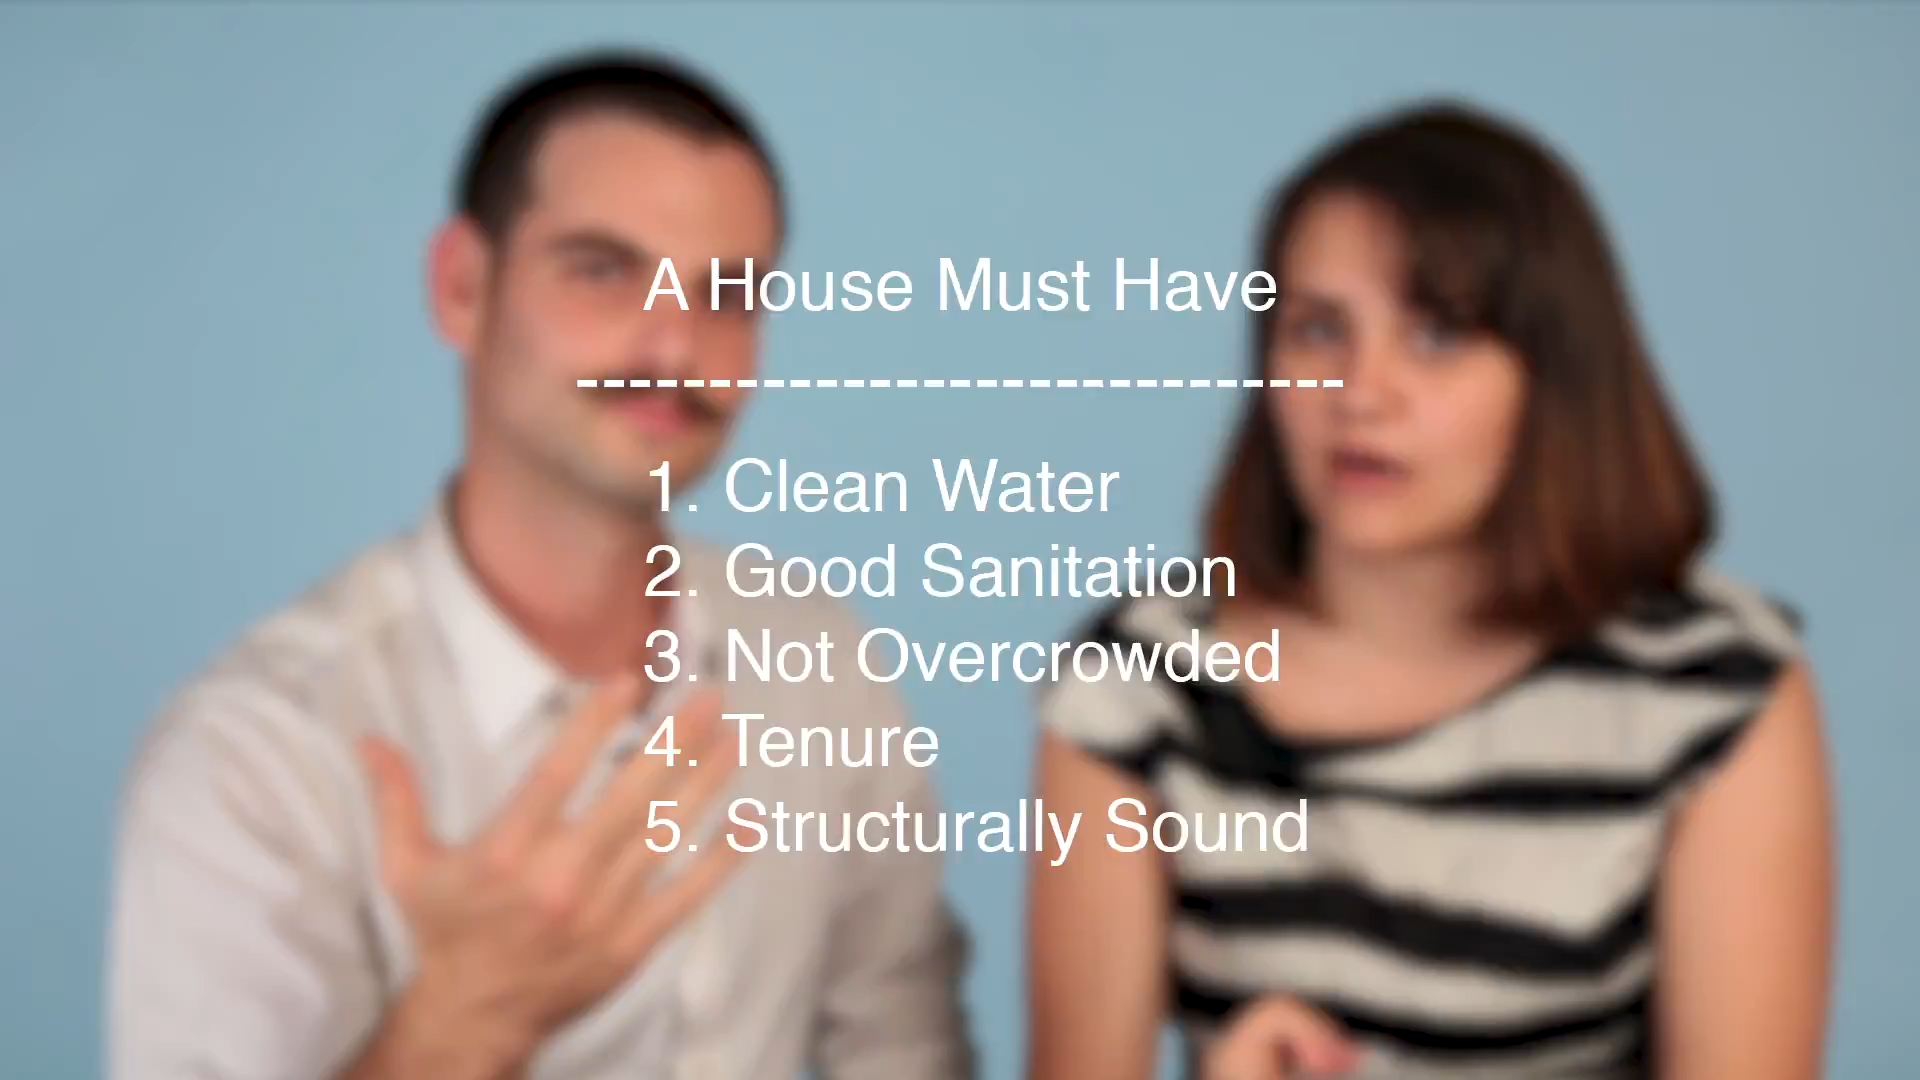 A House Must Have
-----------------------------
1. Clean Water
2. Good Sanitation
3. Not Overcrowded
4. Tenure
5. Structurally Sound